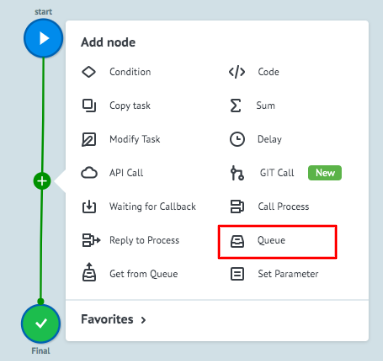 start
Add node
Condition
Code
Copy task
Sum
Modify Task
Delay
API Call
GIT Call New
Waiting for Callback
Call Process
Reply to Process
Queue
Get from Queue
Set Parameter
Favorites
Final